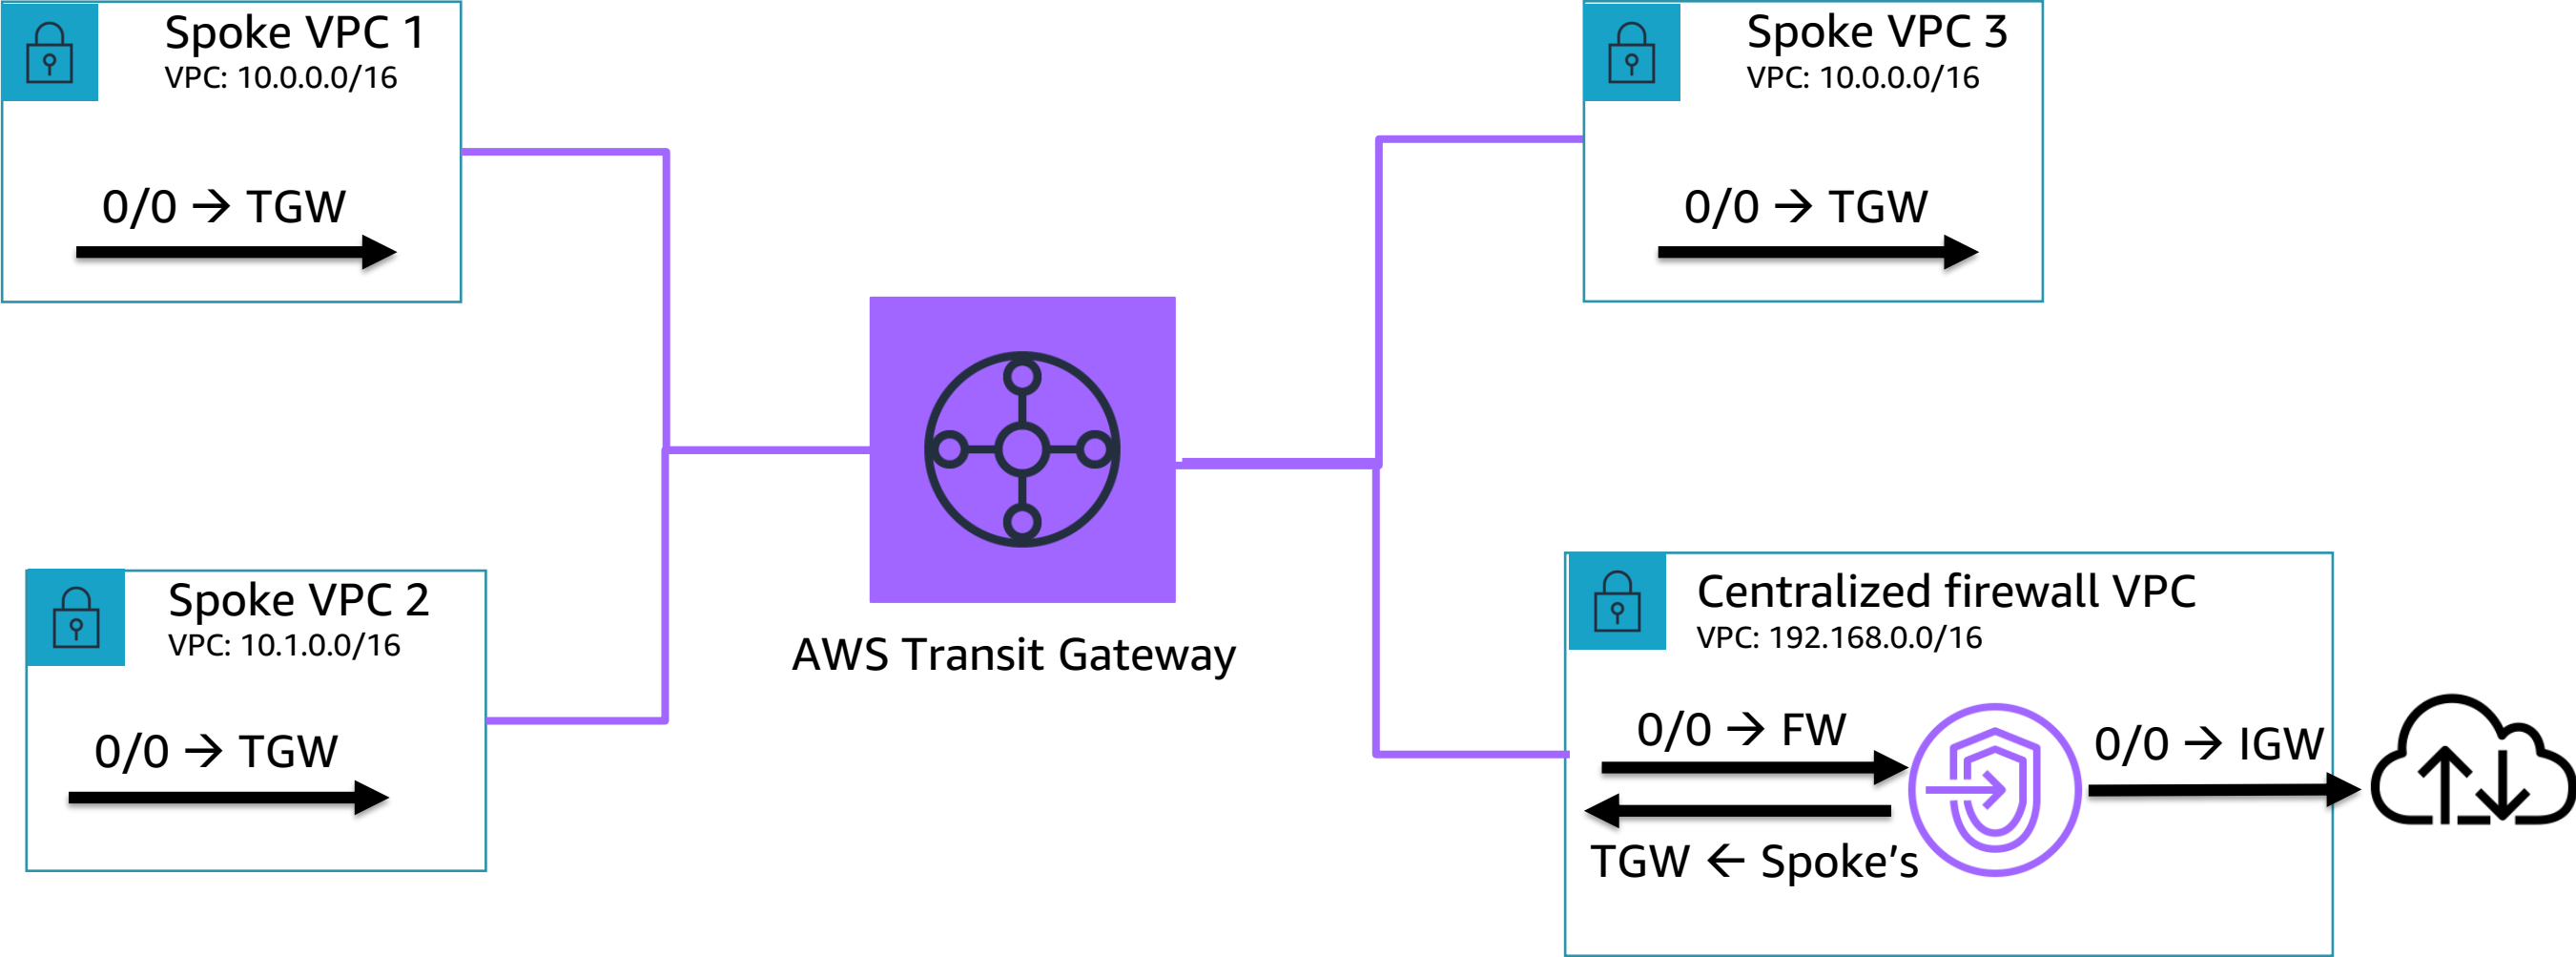 Spoke VPC 1
VPC: 10.0.0.0/16
0/0 → TGW
Spoke VPC 3
VPC: 10.0.0.0/16
0/0 → TGW
AWS Transit Gateway
Spoke VPC 2
VPC: 10.1.0.0/16
0/0 → TGW
Centralized firewall VPC
VPC: 192.168.0.0/16
0/0 → FW
0/0 → IGW
TGW ← Spoke’s